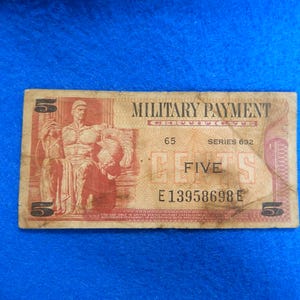 5 MILITARY PAYMENT
CERTIFICATE
65 SERIES 692
CENTS
FIVE
E13958698E
5 5